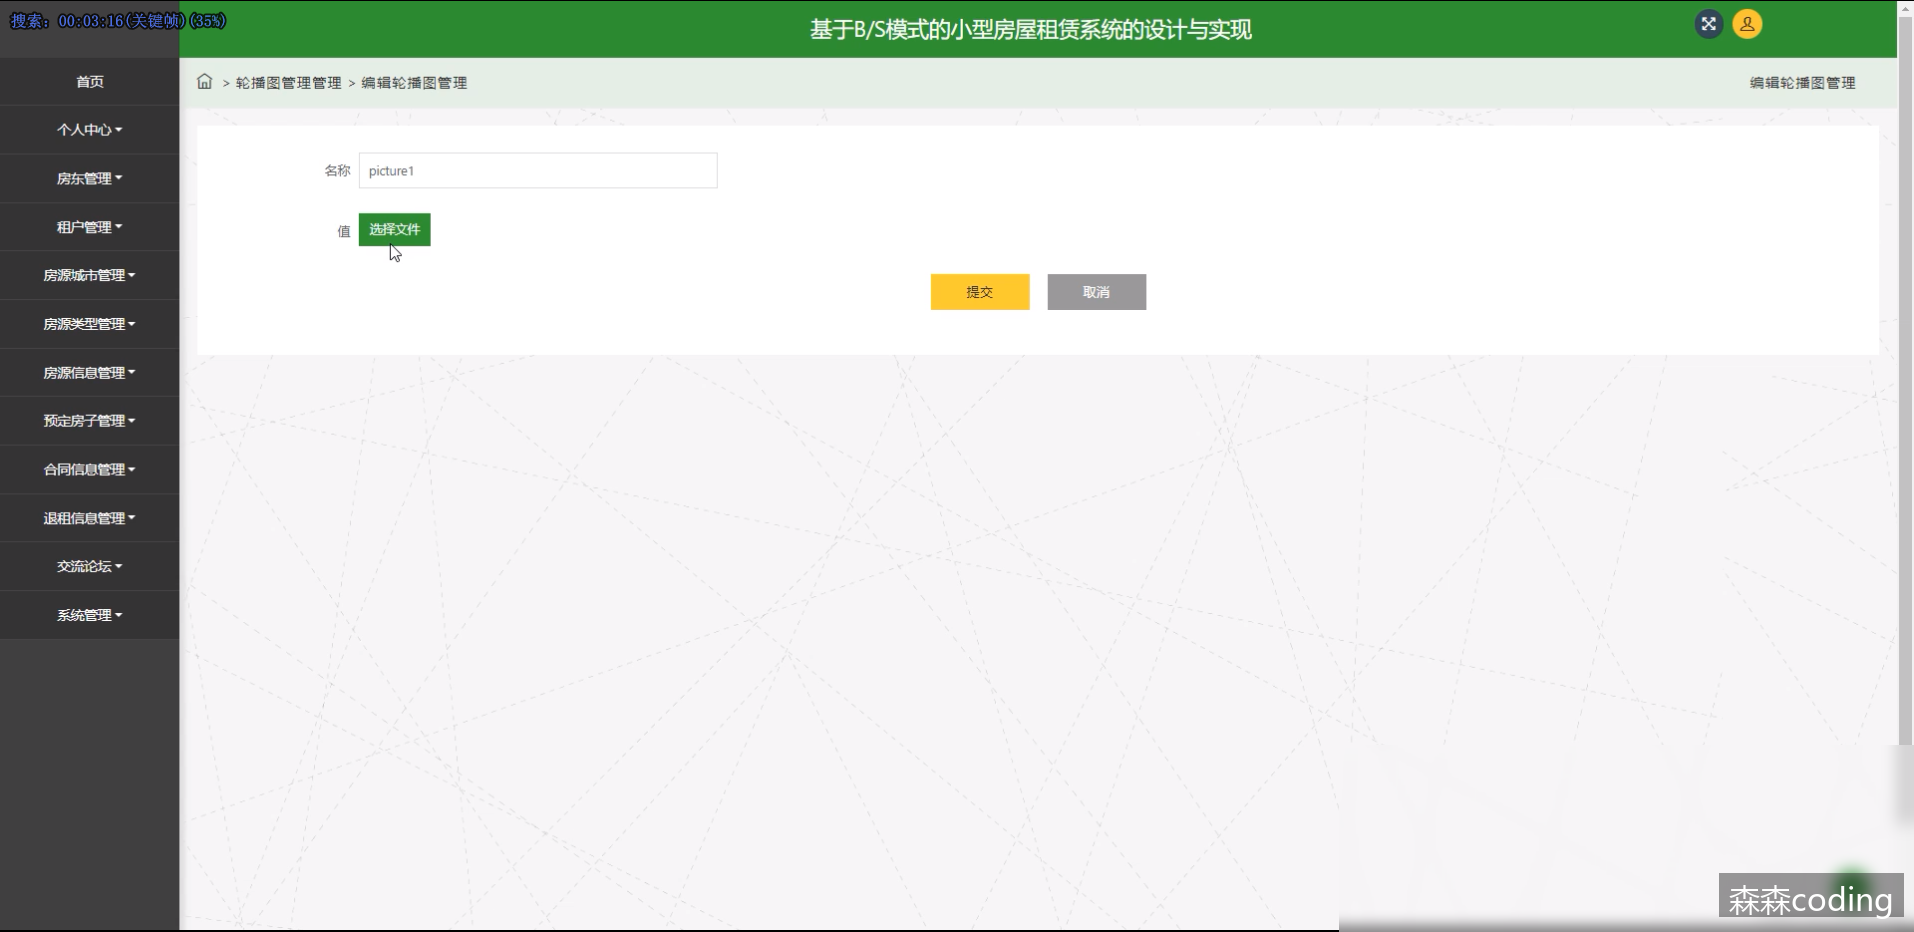 搜索: 00:03:16(关键帧)(35%)
基于B/S模式的小型房屋租赁系统的设计与实现
首页
个人中心
房东管理
租户管理
房源城市管理
房源类型管理
房源信息管理
预定房子管理
合同信息管理
退租信息管理
交流论坛
系统管理
> 轮播图管理管理 > 编辑轮播图管理
编辑轮播图管理
名称 picture1
值 选择文件
提交 取消
森森coding